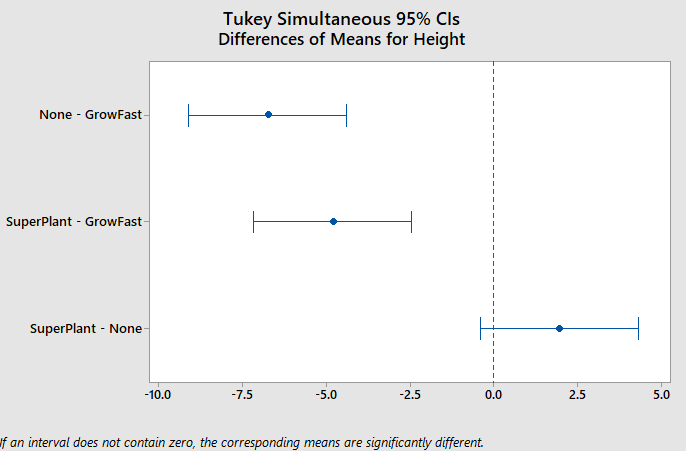 Tukey Simultaneous 95% CIs
Differences of Means for Height
None - GrowFast
SuperPlant - GrowFast
SuperPlant - None
-10.0 -7.5 -5.0 -2.5 0.0 2.5 5.0
If an interval does not contain zero, the corresponding means are significantly different.